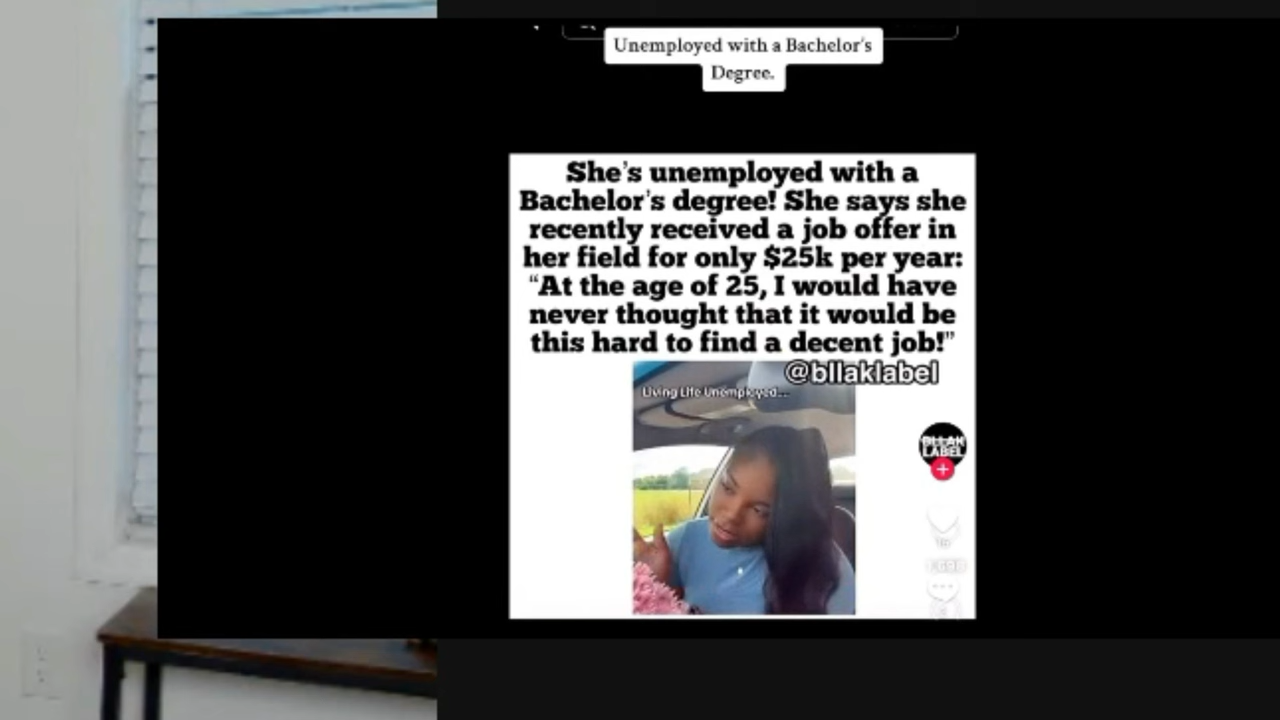 Unemployed with a Bachelor's
Degree.
She's unemployed with a
Bachelor's degree! She says she
recently received a job offer in
her field for only $25k per year:
“At the age of 25, I would have
never thought that it would be
this hard to find a decent job!”
@bllaklabel
Living Life Unemployed...
BLLAK
LABEL